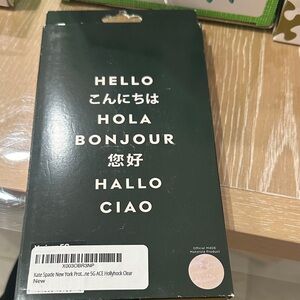 HELLO
こんにちは
HOLA
BONJOUR
您好
HALLO
CIAO
Kate Spade New York Prot...ne 5G ACE Hollyhock Clear
New